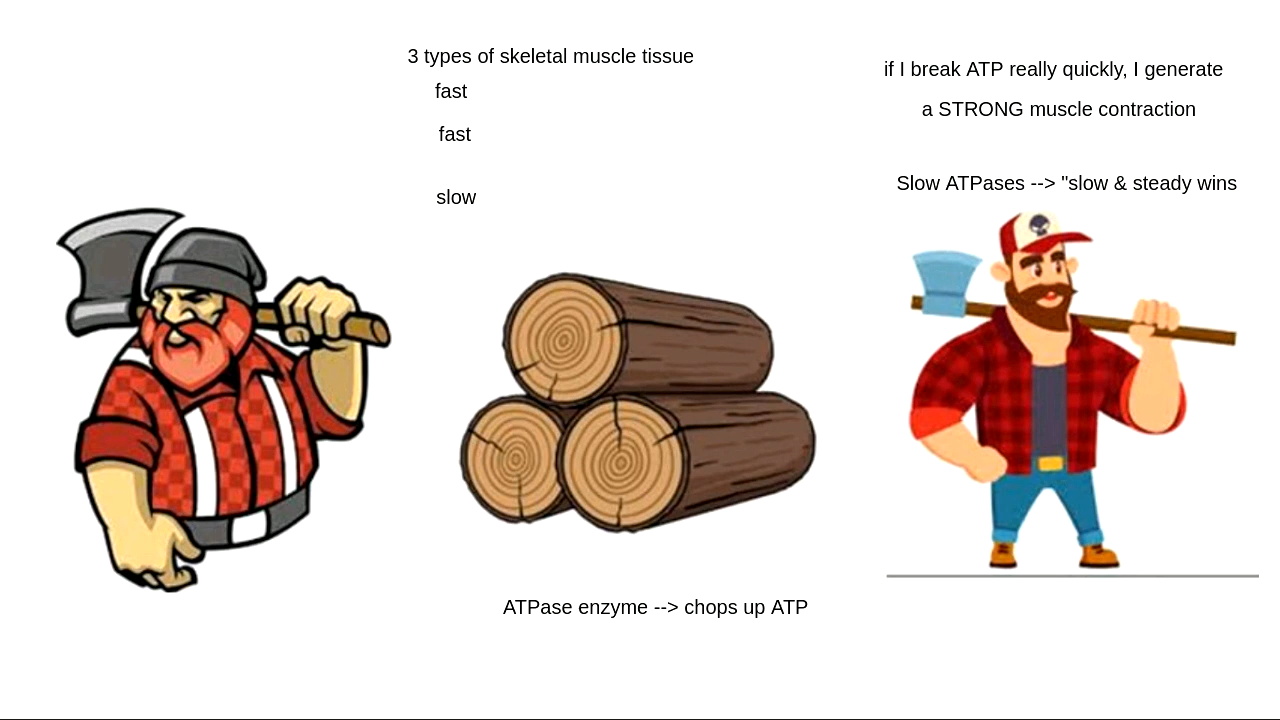 3 types of skeletal muscle tissue
fast
fast
slow
if I break ATP really quickly, I generate
a STRONG muscle contraction
Slow ATPases --> "slow & steady wins
ATPase enzyme --> chops up ATP